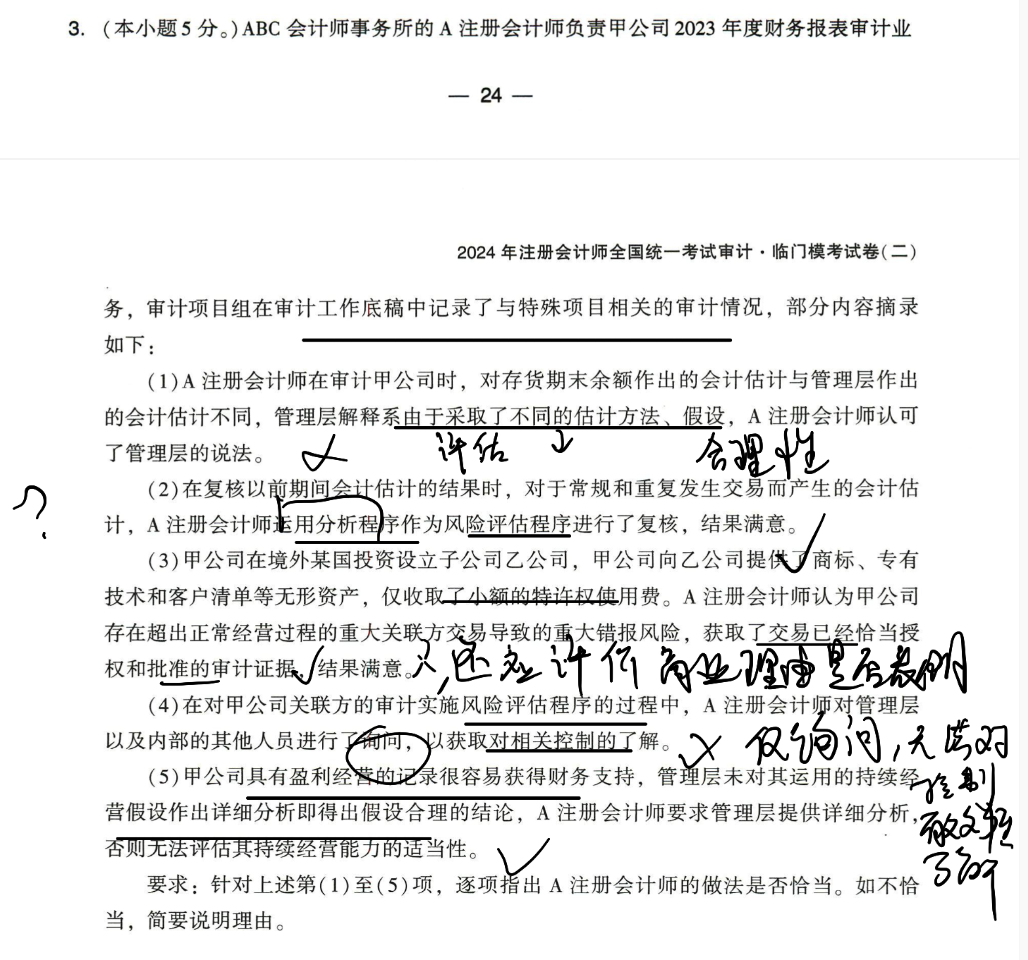 3. (本小题5分。)ABC会计师事务所的A注册会计师负责甲公司2023年度财务报表审计业
— 24 —
2024年注册会计师全国统一考试审计·临门模考试卷(二)
务，审计项目组在审计工作底稿中记录了与特殊项目相关的审计情况，部分内容摘录
如下：
(1)A注册会计师在审计甲公司时，对存货期末余额作出的会计估计与管理层作出
的会计估计不同，管理层解释系由于采取了不同的估计方法、假设，A注册会计师认可
了管理层的说法。
评估 合理性
(2)在复核以前期间会计估计的结果时，对于常规和重复发生交易而产生的会计估
?
计，A注册会计师运用分析程序作为风险评估程序进行了复核，结果满意。
(3)甲公司在境外某国投资设立子公司乙公司，甲公司向乙公司提供了商标、专有
技术和客户清单等无形资产，仅收取了小额的特许权使用费。A注册会计师认为甲公司
存在超出正常经营过程的重大关联方交易导致的重大错报风险，获取了交易已经恰当授
权和批准的审计证据，结果满意。
还应评价商业理由是否表明
(4)在对甲公司关联方的审计实施风险评估程序的过程中，A注册会计师对管理层
以及内部的其他人员进行了询问，以获取对相关控制的了解。
仅询问，无法对
控制
了解
(5)甲公司具有盈利经营的记录很容易获得财务支持，管理层未对其运用的持续经
营假设作出详细分析即得出假设合理的结论，A注册会计师要求管理层提供详细分析，
否则无法评估其持续经营能力的适当性。
要求：针对上述第(1)至(5)项，逐项指出A注册会计师的做法是否恰当。如不恰
当，简要说明理由。